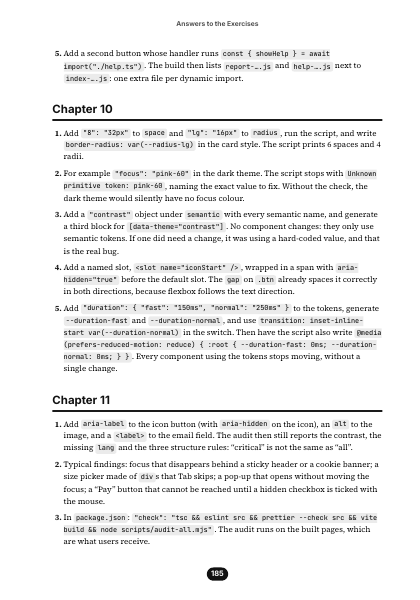 Answers to the Exercises
5. Add a second button whose handler runs const { showHelp } = await
import("./help.ts"). The build then lists report-….js and help-….js next to
index-….js: one extra file per dynamic import.
Chapter 10
1. Add "8": "32px" to space and "lg": "16px" to radius, run the script, and write
border-radius: var(--radius-lg) in the card style. The script prints 6 spaces and 4
radii.
2. For example "focus": "pink-60" in the dark theme. The script stops with Unknown
primitive token: pink-60, naming the exact value to fix. Without the check, the
dark theme would silently have no focus colour.
3. Add a "contrast" object under semantic with every semantic name, and generate
a third block for [data-theme="contrast"]. No component changes: they only use
semantic tokens. If one did need a change, it was using a hard-coded value, and that
is the real bug.
4. Add a named slot, <slot name="iconStart" />, wrapped in a span with aria-
hidden="true" before the default slot. The gap on .btn already spaces it correctly
in both directions, because flexbox follows the text direction.
5. Add "duration": { "fast": "150ms", "normal": "250ms" } to the tokens, generate
--duration-fast and --duration-normal, and use transition: inset-inline-
start var(--duration-normal) in the switch. Then have the script also write @media
(prefers-reduced-motion: reduce) { :root { --duration-fast: 0ms; --duration-
normal: 0ms; } }. Every component using the tokens stops moving, without a
single change.
Chapter 11
1. Add aria-label to the icon button (with aria-hidden on the icon), an alt to the
image, and a <label> to the email field. The audit then still reports the contrast, the
missing lang and the three structure rules: “critical” is not the same as “all”.
2. Typical findings: focus that disappears behind a sticky header or a cookie banner; a
size picker made of divs that Tab skips; a pop-up that opens without moving the
focus; a “Pay” button that cannot be reached until a hidden checkbox is ticked with
the mouse.
3. In package.json: "check": "tsc && eslint src && prettier --check src && vite
build && node scripts/audit-all.mjs". The audit runs on the built pages, which
are what users receive.
185